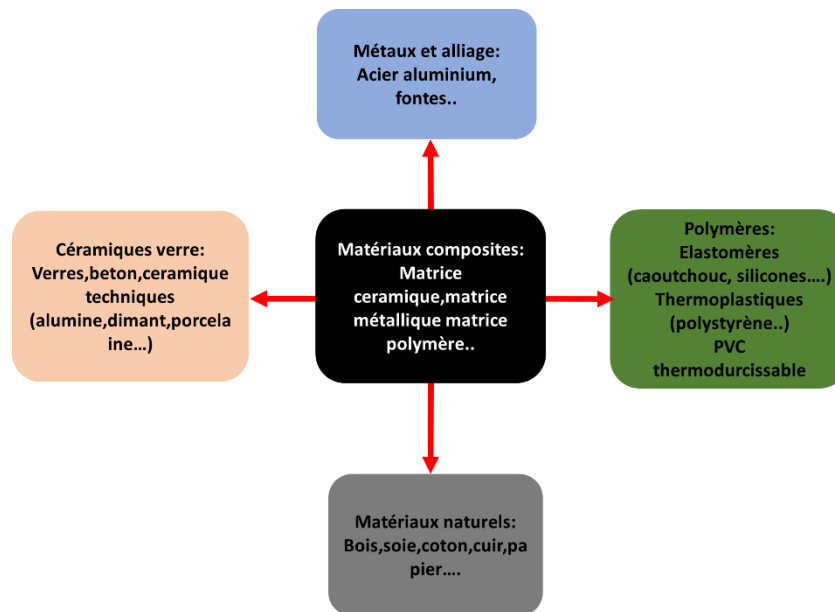 Métaux et alliage:
Acier aluminium,
fontes..
Céramiques verre:
Verres,beton,ceramique
techniques
(alumine,dimant,porcela
ine…)
Matériaux composites:
Matrice
ceramique,matrice
métallique matrice
polymère..
Polymères:
Elastomères
(caoutchouc, silicones….)
Thermoplastiques
(polystyrène..)
PVC
thermodurcissable
Matériaux naturels:
Bois,soie,coton,cuir,pa
pier….